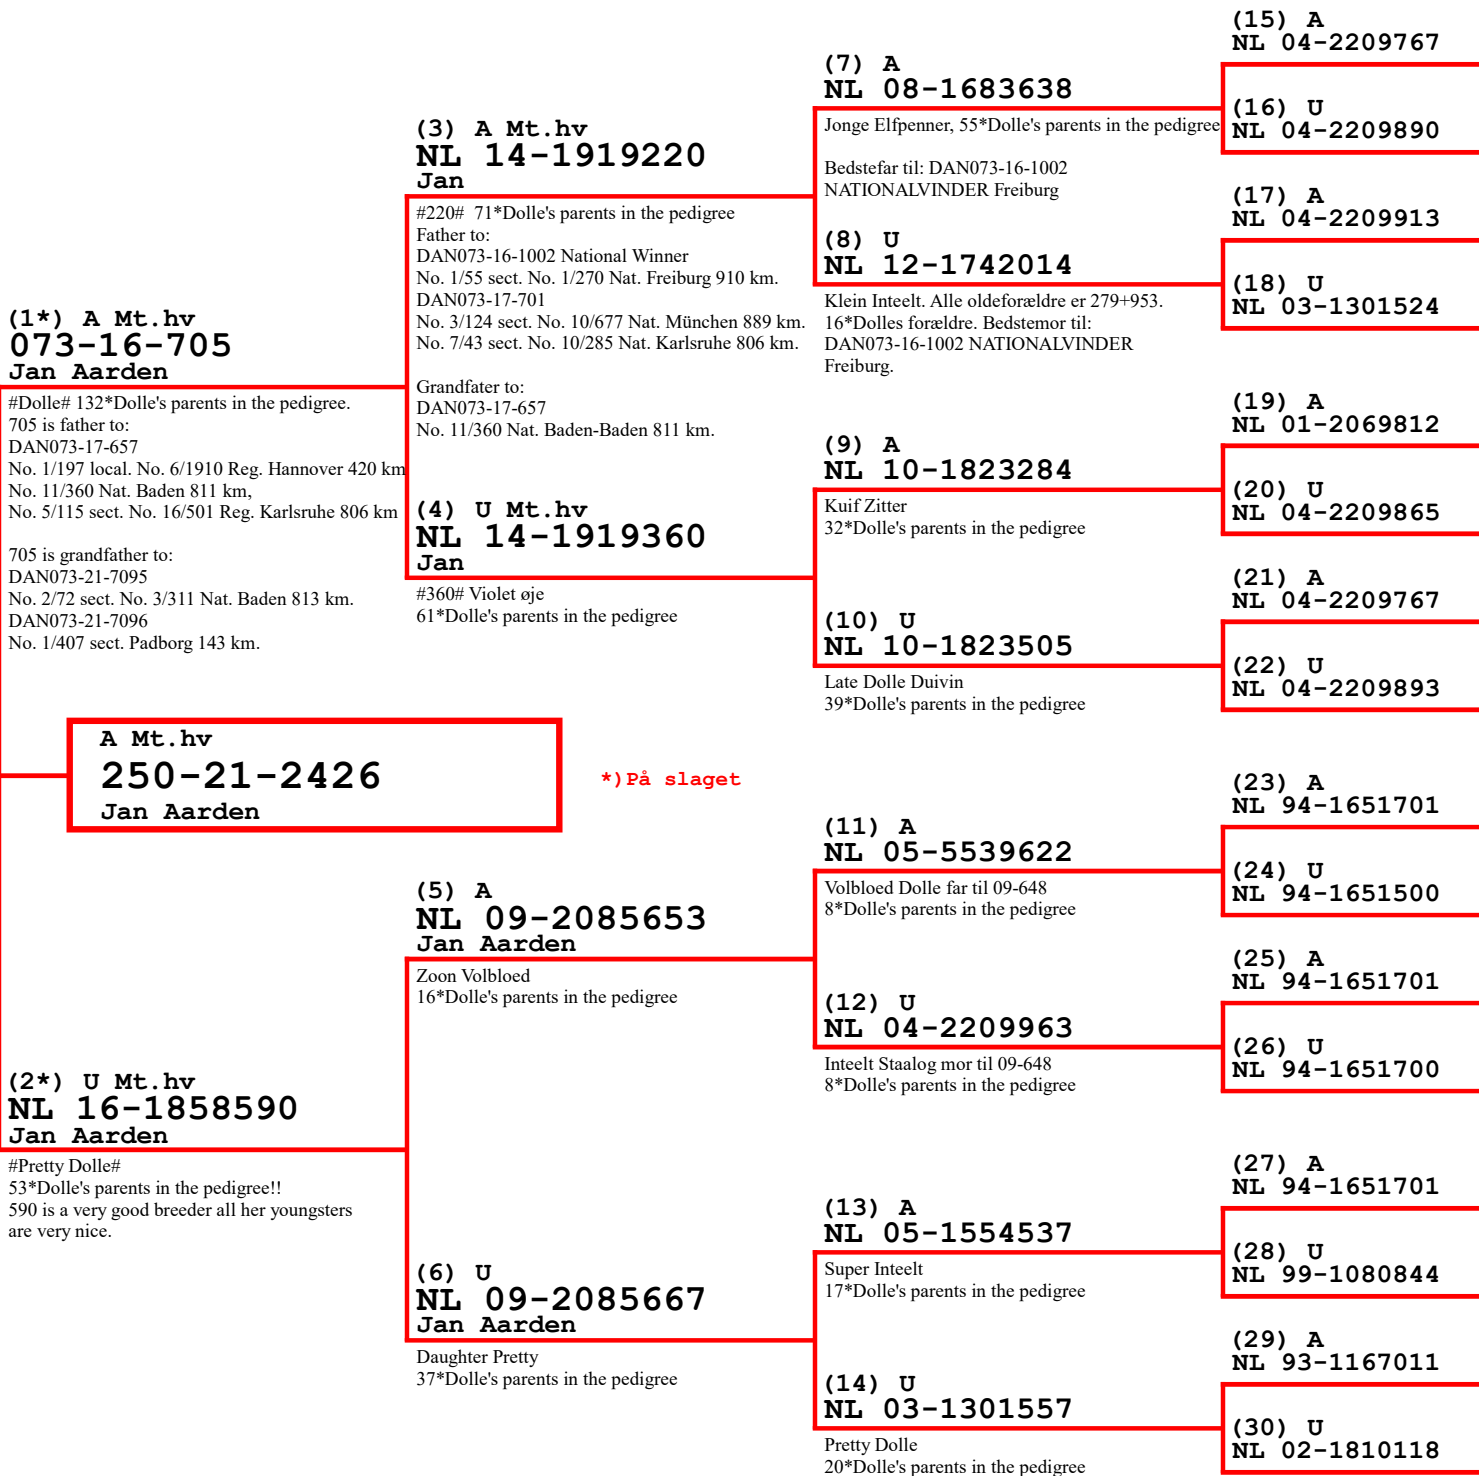 (1*) A Mt.hv
073-16-705
Jan Aarden
#Dolle# 132*Dolle's parents in the pedigree.
705 is father to:
DAN073-17-657
No. 1/197 local. No. 6/1910 Reg. Hannover 420 km
No. 11/360 Nat. Baden 811 km,
No. 5/115 sect. No. 16/501 Reg. Karlsruhe 806 km
705 is grandfather to:
DAN073-21-7095
No. 2/72 sect. No. 3/311 Nat. Baden 813 km.
DAN073-21-7096
No. 1/407 sect. Padborg 143 km.
A Mt.hv
250-21-2426
Jan Aarden
*)På slaget
(2*) U Mt.hv
NL 16-1858590
Jan Aarden
#Pretty Dolle#
53*Dolle's parents in the pedigree!!
590 is a very good breeder all her youngsters
are very nice.
(3) A Mt.hv
NL 14-1919220
Jan
#220# 71*Dolle's parents in the pedigree
Father to:
DAN073-16-1002 National Winner
No. 1/55 sect. No. 1/270 Nat. Freiburg 910 km.
DAN073-17-701
No. 3/124 sect. No. 10/677 Nat. München 889 km.
No. 7/43 sect. No. 10/285 Nat. Karlsruhe 806 km.
Grandfater to:
DAN073-17-657
No. 11/360 Nat. Baden-Baden 811 km.
(4) U Mt.hv
NL 14-1919360
Jan
#360# Violet øje
61*Dolle's parents in the pedigree
(5) A
NL 09-2085653
Jan Aarden
Zoon Volbloed
16*Dolle's parents in the pedigree
(6) U
NL 09-2085667
Jan Aarden
Daughter Pretty
37*Dolle's parents in the pedigree
(7) A
NL 08-1683638
Jonge Elfpenner, 55*Dolle's parents in the pedigree
Bedstefar til: DAN073-16-1002
NATIONALVINDER Freiburg
(8) U
NL 12-1742014
Klein Inteelt. Alle oldeforældre er 279+953.
16*Dolles forældre. Bedstemor til:
DAN073-16-1002 NATIONALVINDER
Freiburg.
(9) A
NL 10-1823284
Kuif Zitter
32*Dolle's parents in the pedigree
(10) U
NL 10-1823505
Late Dolle Duivin
39*Dolle's parents in the pedigree
(11) A
NL 05-5539622
Volbloed Dolle far til 09-648
8*Dolle's parents in the pedigree
(12) U
NL 04-2209963
Inteelt Staalog mor til 09-648
8*Dolle's parents in the pedigree
(13) A
NL 05-1554537
Super Inteelt
17*Dolle's parents in the pedigree
(14) U
NL 03-1301557
Pretty Dolle
20*Dolle's parents in the pedigree
(15) A
NL 04-2209767
(16) U
NL 04-2209890
(17) A
NL 04-2209913
(18) U
NL 03-1301524
(19) A
NL 01-2069812
(20) U
NL 04-2209865
(21) A
NL 04-2209767
(22) U
NL 04-2209893
(23) A
NL 94-1651701
(24) U
NL 94-1651500
(25) A
NL 94-1651701
(26) U
NL 94-1651700
(27) A
NL 94-1651701
(28) U
NL 99-1080844
(29) A
NL 93-1167011
(30) U
NL 02-1810118